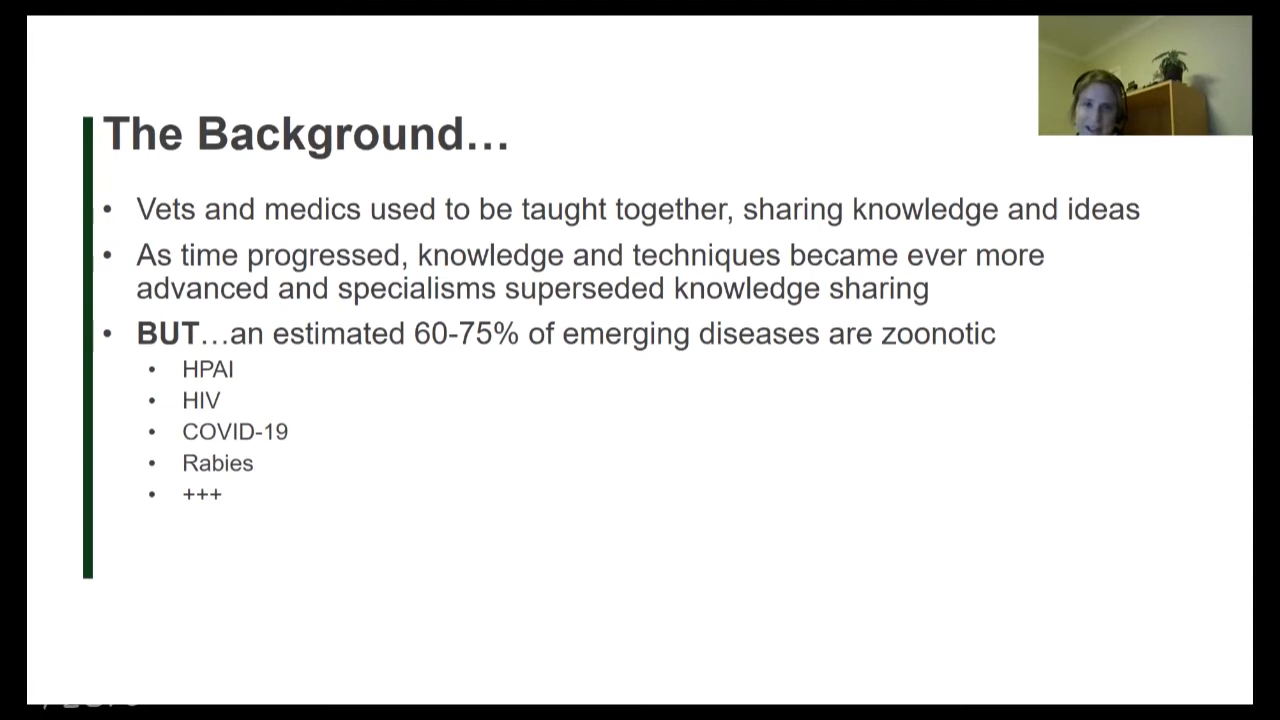 The Background…
• Vets and medics used to be taught together, sharing knowledge and ideas
• As time progressed, knowledge and techniques became ever more
advanced and specialisms superseded knowledge sharing
• BUT…an estimated 60-75% of emerging diseases are zoonotic
• HPAI
• HIV
• COVID-19
• Rabies
• +++